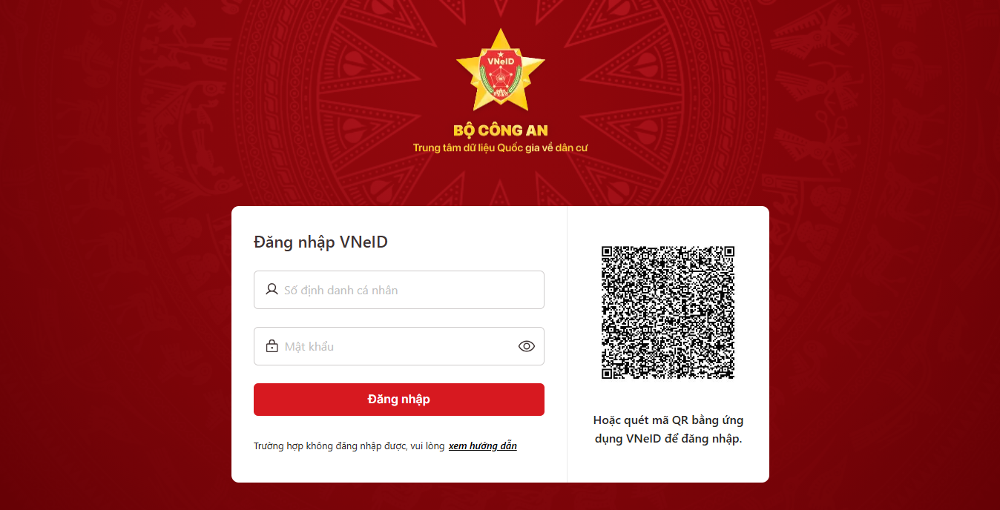 VNeID
BỘ CÔNG AN
Trung tâm dữ liệu Quốc gia về dân cư
Đăng nhập VNeID
Số định danh cá nhân
Mật khẩu
Đăng nhập
Trường hợp không đăng nhập được, vui lòng xem hướng dẫn
Hoặc quét mã QR bằng ứng
dụng VNeID để đăng nhập.